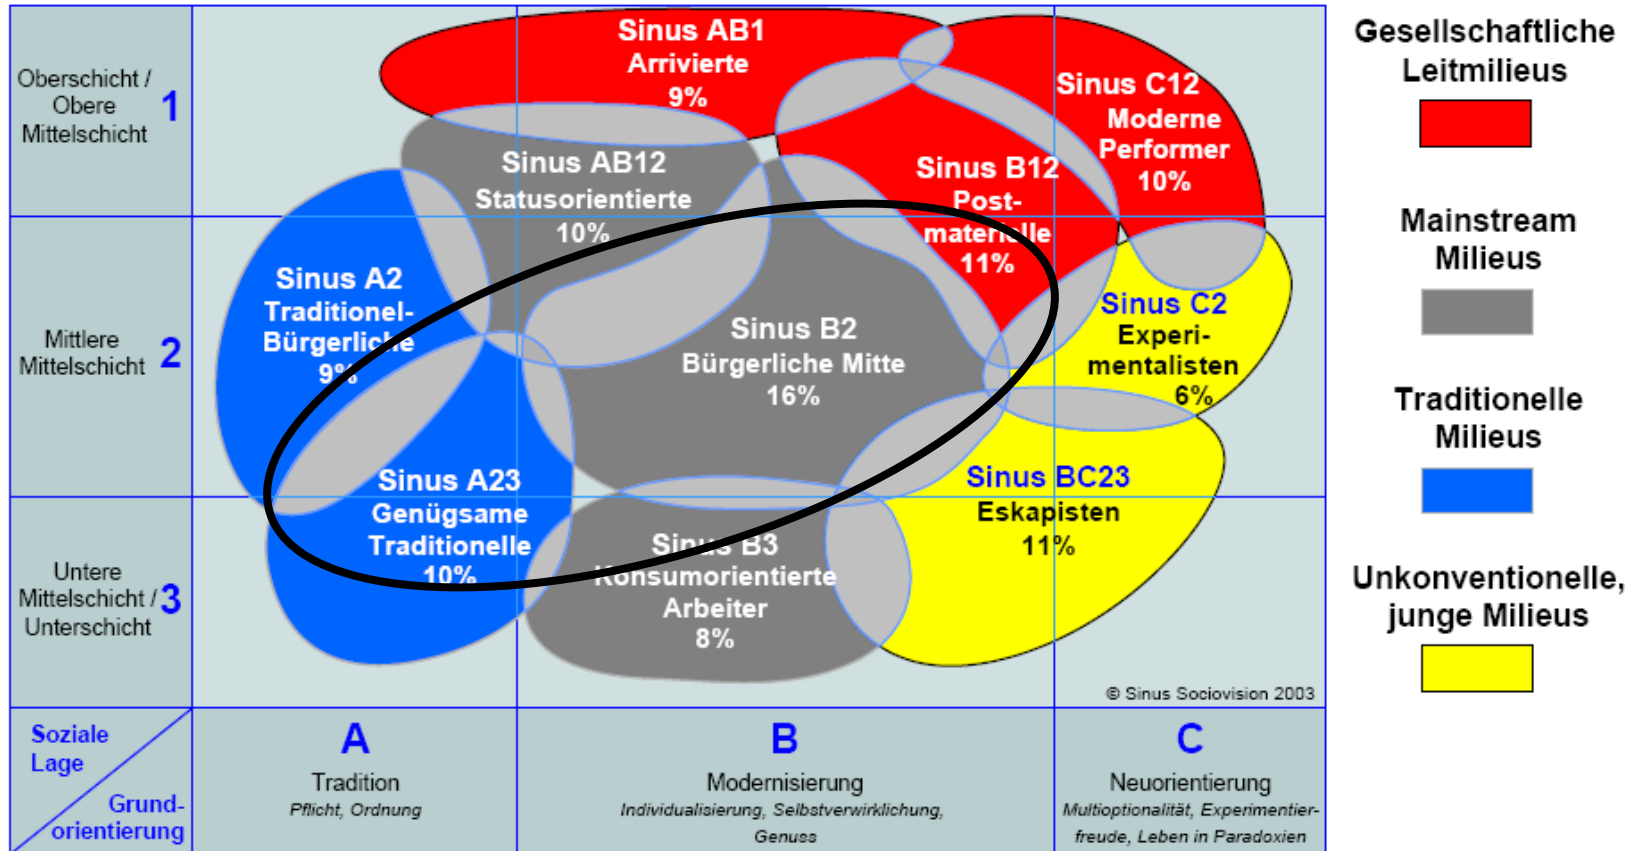 Sinus AB1
Arrivierte
9%
Sinus C12
Moderne
Performer
10%
Oberschicht /
Obere
Mittelschicht
1
Sinus AB12
Statusorientierte
10%
Sinus B12
Post-
materielle
11%
Sinus A2
Traditionel-
Bürgerliche
9%
Mittlere
Mittelschicht
2
Sinus B2
Bürgerliche Mitte
16%
Sinus C2
Experi-
mentalisten
6%
Sinus A23
Genügsame
Traditionelle
10%
Sinus BC23
Eskapisten
11%
Untere
Mittelschicht /
Unterschicht
3
Sinus B3
Konsumorientierte
Arbeiter
8%
© Sinus Sociovision 2003
Soziale
Lage
Grund-
orientierung
A
Tradition
Pflicht, Ordnung
B
Modernisierung
Individualisierung, Selbstverwirklichung,
Genuss
C
Neuorientierung
Multioptionalität, Experimentier-
freude, Leben in Paradoxien
Gesellschaftliche
Leitmilieus
Mainstream
Milieus
Traditionelle
Milieus
Unkonventionelle,
junge Milieus